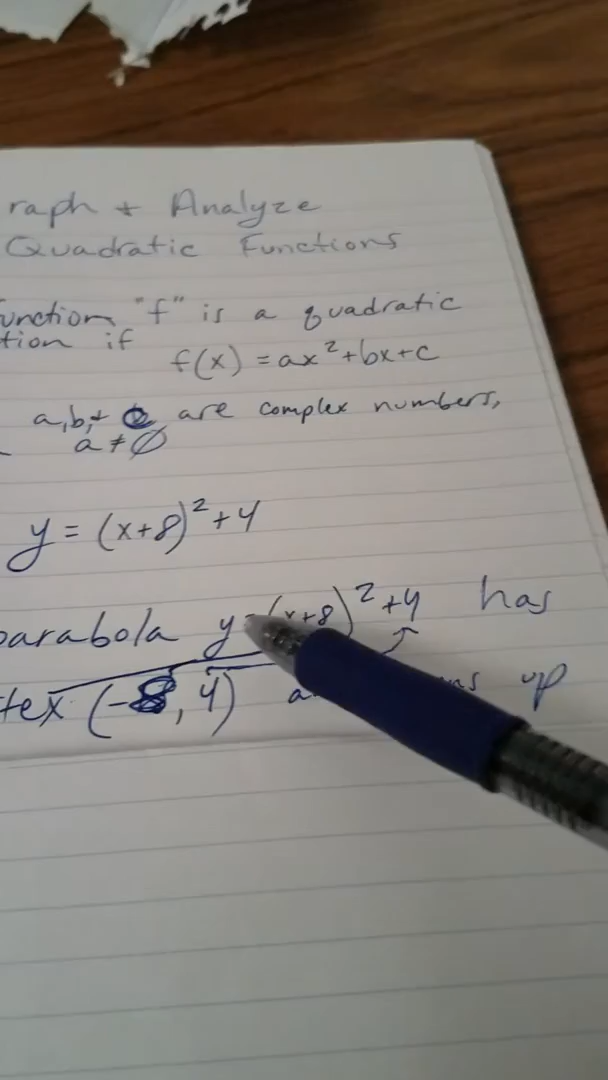 raph + Analyze
Quadratic Functions
unction "f" is a quadratic
tion if
f(x) = ax² + bx + c
a, b, + c are complex numbers,
a ≠ ∅
y = (x+8)² + 4
parabola y = (x+8)² + 4 has
tex (-8, 4) up